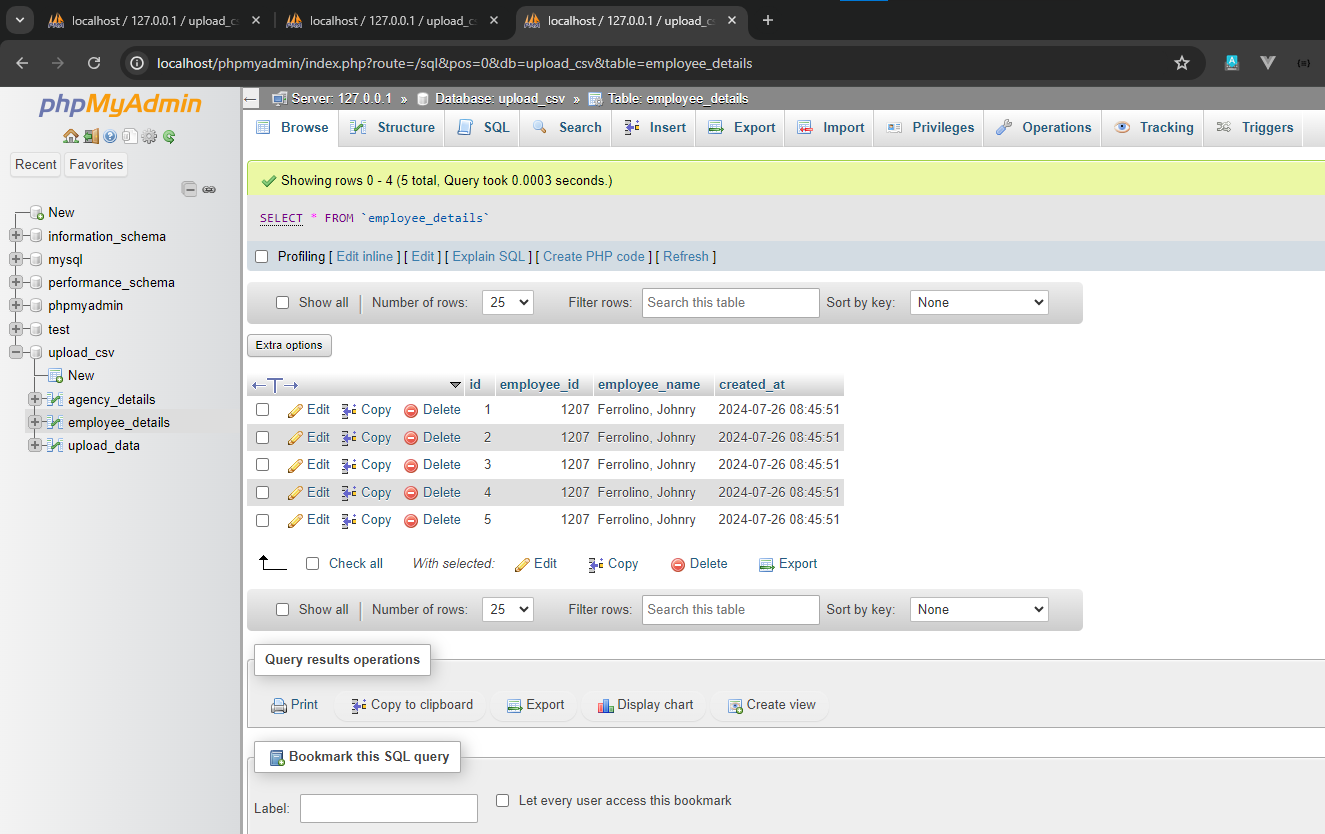 localhost / 127.0.0.1 / upload_cs
localhost / 127.0.0.1 / upload_cs
localhost / 127.0.0.1 / upload_cs
localhost/phpmyadmin/index.php?route=/sql&pos=0&db=upload_csv&table=employee_details
phpMyAdmin
Recent Favorites
New
information_schema
mysql
performance_schema
phpmyadmin
test
upload_csv
New
agency_details
employee_details
upload_data
Server: 127.0.0.1 » Database: upload_csv » Table: employee_details
Browse Structure SQL Search Insert Export Import Privileges Operations Tracking Triggers
Showing rows 0 - 4 (5 total, Query took 0.0003 seconds.)
SELECT * FROM `employee_details`
Profiling [ Edit inline ] [ Edit ] [ Explain SQL ] [ Create PHP code ] [ Refresh ]
Show all | Number of rows: 25 Filter rows: Search this table Sort by key: None
Extra options
←T→ id employee_id employee_name created_at
Edit Copy Delete 1 1207 Ferrolino, Johnry 2024-07-26 08:45:51
Edit Copy Delete 2 1207 Ferrolino, Johnry 2024-07-26 08:45:51
Edit Copy Delete 3 1207 Ferrolino, Johnry 2024-07-26 08:45:51
Edit Copy Delete 4 1207 Ferrolino, Johnry 2024-07-26 08:45:51
Edit Copy Delete 5 1207 Ferrolino, Johnry 2024-07-26 08:45:51
Check all With selected: Edit Copy Delete Export
Show all | Number of rows: 25 Filter rows: Search this table Sort by key: None
Query results operations
Print Copy to clipboard Export Display chart Create view
Bookmark this SQL query
Label: Let every user access this bookmark